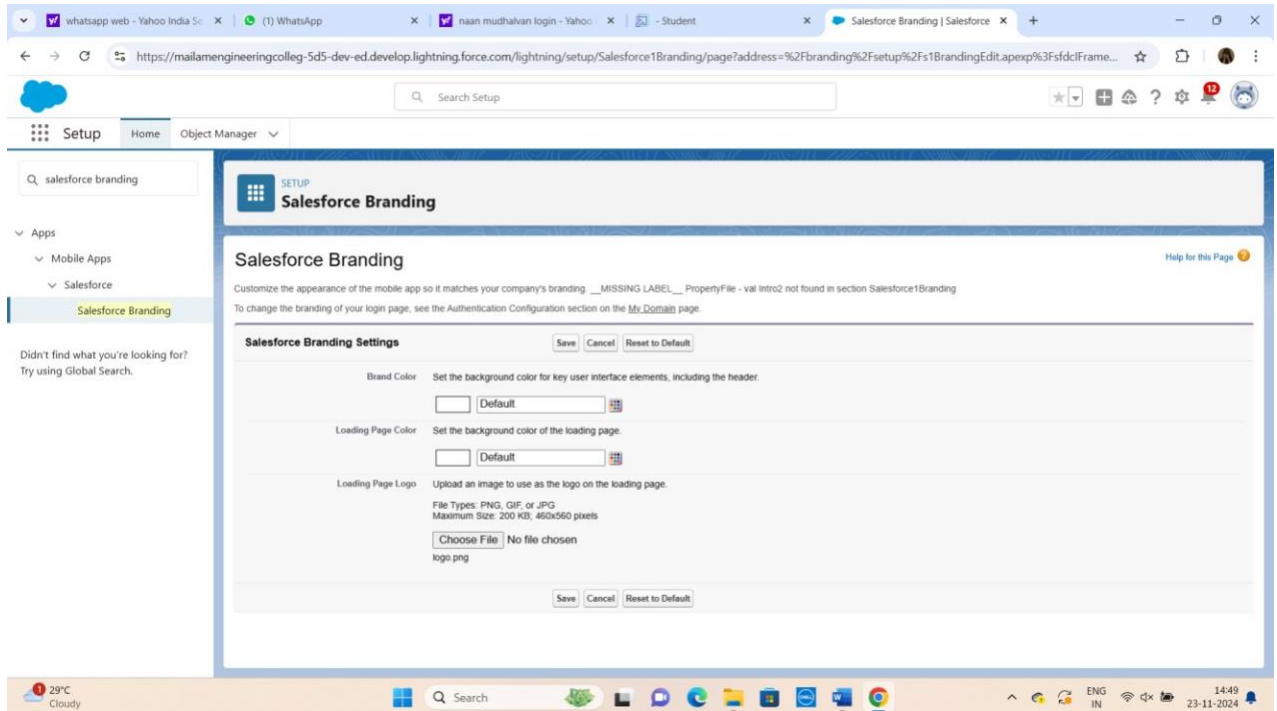 whatsapp web - Yahoo India Se
(1) WhatsApp
naan mudhalvan login - Yahoo
- Student
Salesforce Branding | Salesforce
https://mailamengineeringcolleg-5d5-dev-ed.develop.lightning.force.com/lightning/setup/Salesforce1Branding/page?address=%2Fbranding%2Fsetup%2Fs1BrandingEdit.apexp%3FsfdcIFrame...
Search Setup
12
Setup Home Object Manager
salesforce branding
Apps
Mobile Apps
Salesforce
Salesforce Branding
Didn't find what you're looking for?
Try using Global Search.
SETUP
Salesforce Branding
Salesforce Branding
Help for this Page
Customize the appearance of the mobile app so it matches your company's branding. __MISSING LABEL__ PropertyFile - val Intro2 not found in section Salesforce1Branding
To change the branding of your login page, see the Authentication Configuration section on the My Domain page.
Salesforce Branding Settings Save Cancel Reset to Default
Brand Color Set the background color for key user interface elements, including the header.
Default
Loading Page Color Set the background color of the loading page.
Default
Loading Page Logo Upload an image to use as the logo on the loading page.
File Types: PNG, GIF, or JPG
Maximum Size: 200 KB; 460x560 pixels
Choose File No file chosen
logo.png
Save Cancel Reset to Default
1
29°C
Cloudy
Search
ENG
IN
14:49
23-11-2024